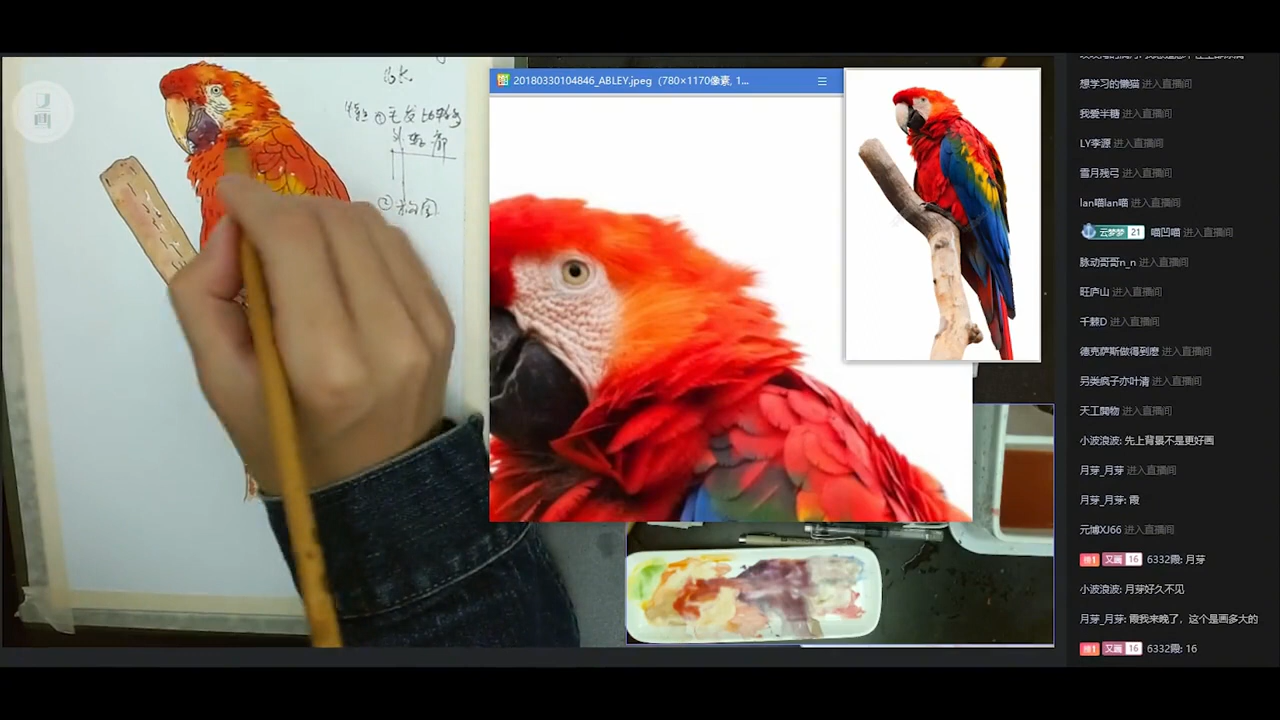 20180330104846_ABLEY.jpeg (780×1170像素, 1...
想学习的懒猫 进入直播间
我爱半糖 进入直播间
LY李源 进入直播间
雪月残弓 进入直播间
lan喵lan喵 进入直播间
云梦梦 21 喵凹喵 进入直播间
脉动哥哥n_n 进入直播间
旺庐山 进入直播间
千棘D 进入直播间
德克萨斯做得到麽 进入直播间
另类疯子亦叶清 进入直播间
天工閧物 进入直播间
小波浪波: 先上背景不是更好画
月芽_月芽 进入直播间
月芽_月芽: 霞
元博XJ66 进入直播间
又画 16 6332霞: 月芽
小波浪波: 月芽好久不见
月芽_月芽: 霞我来晚了，这个是画多大的
又画 16 6332霞: 16
② 构图